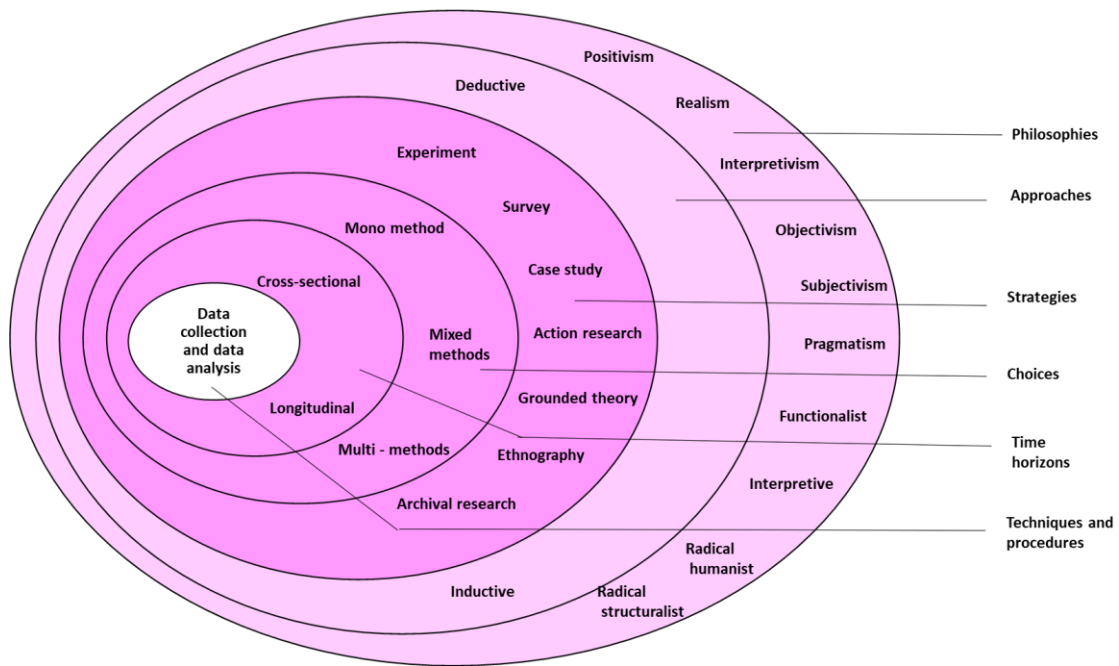 Positivism
Deductive
Realism
Philosophies
Experiment
Interpretivism
Approaches
Survey
Mono method
Objectivism
Case study
Cross-sectional
Subjectivism
Strategies
Data
collection
and data
analysis
Mixed
methods
Action research
Pragmatism
Choices
Grounded theory
Longitudinal
Functionalist
Multi - methods
Ethnography
Time
horizons
Interpretive
Archival research
Techniques and
procedures
Radical
humanist
Inductive
Radical
structuralist